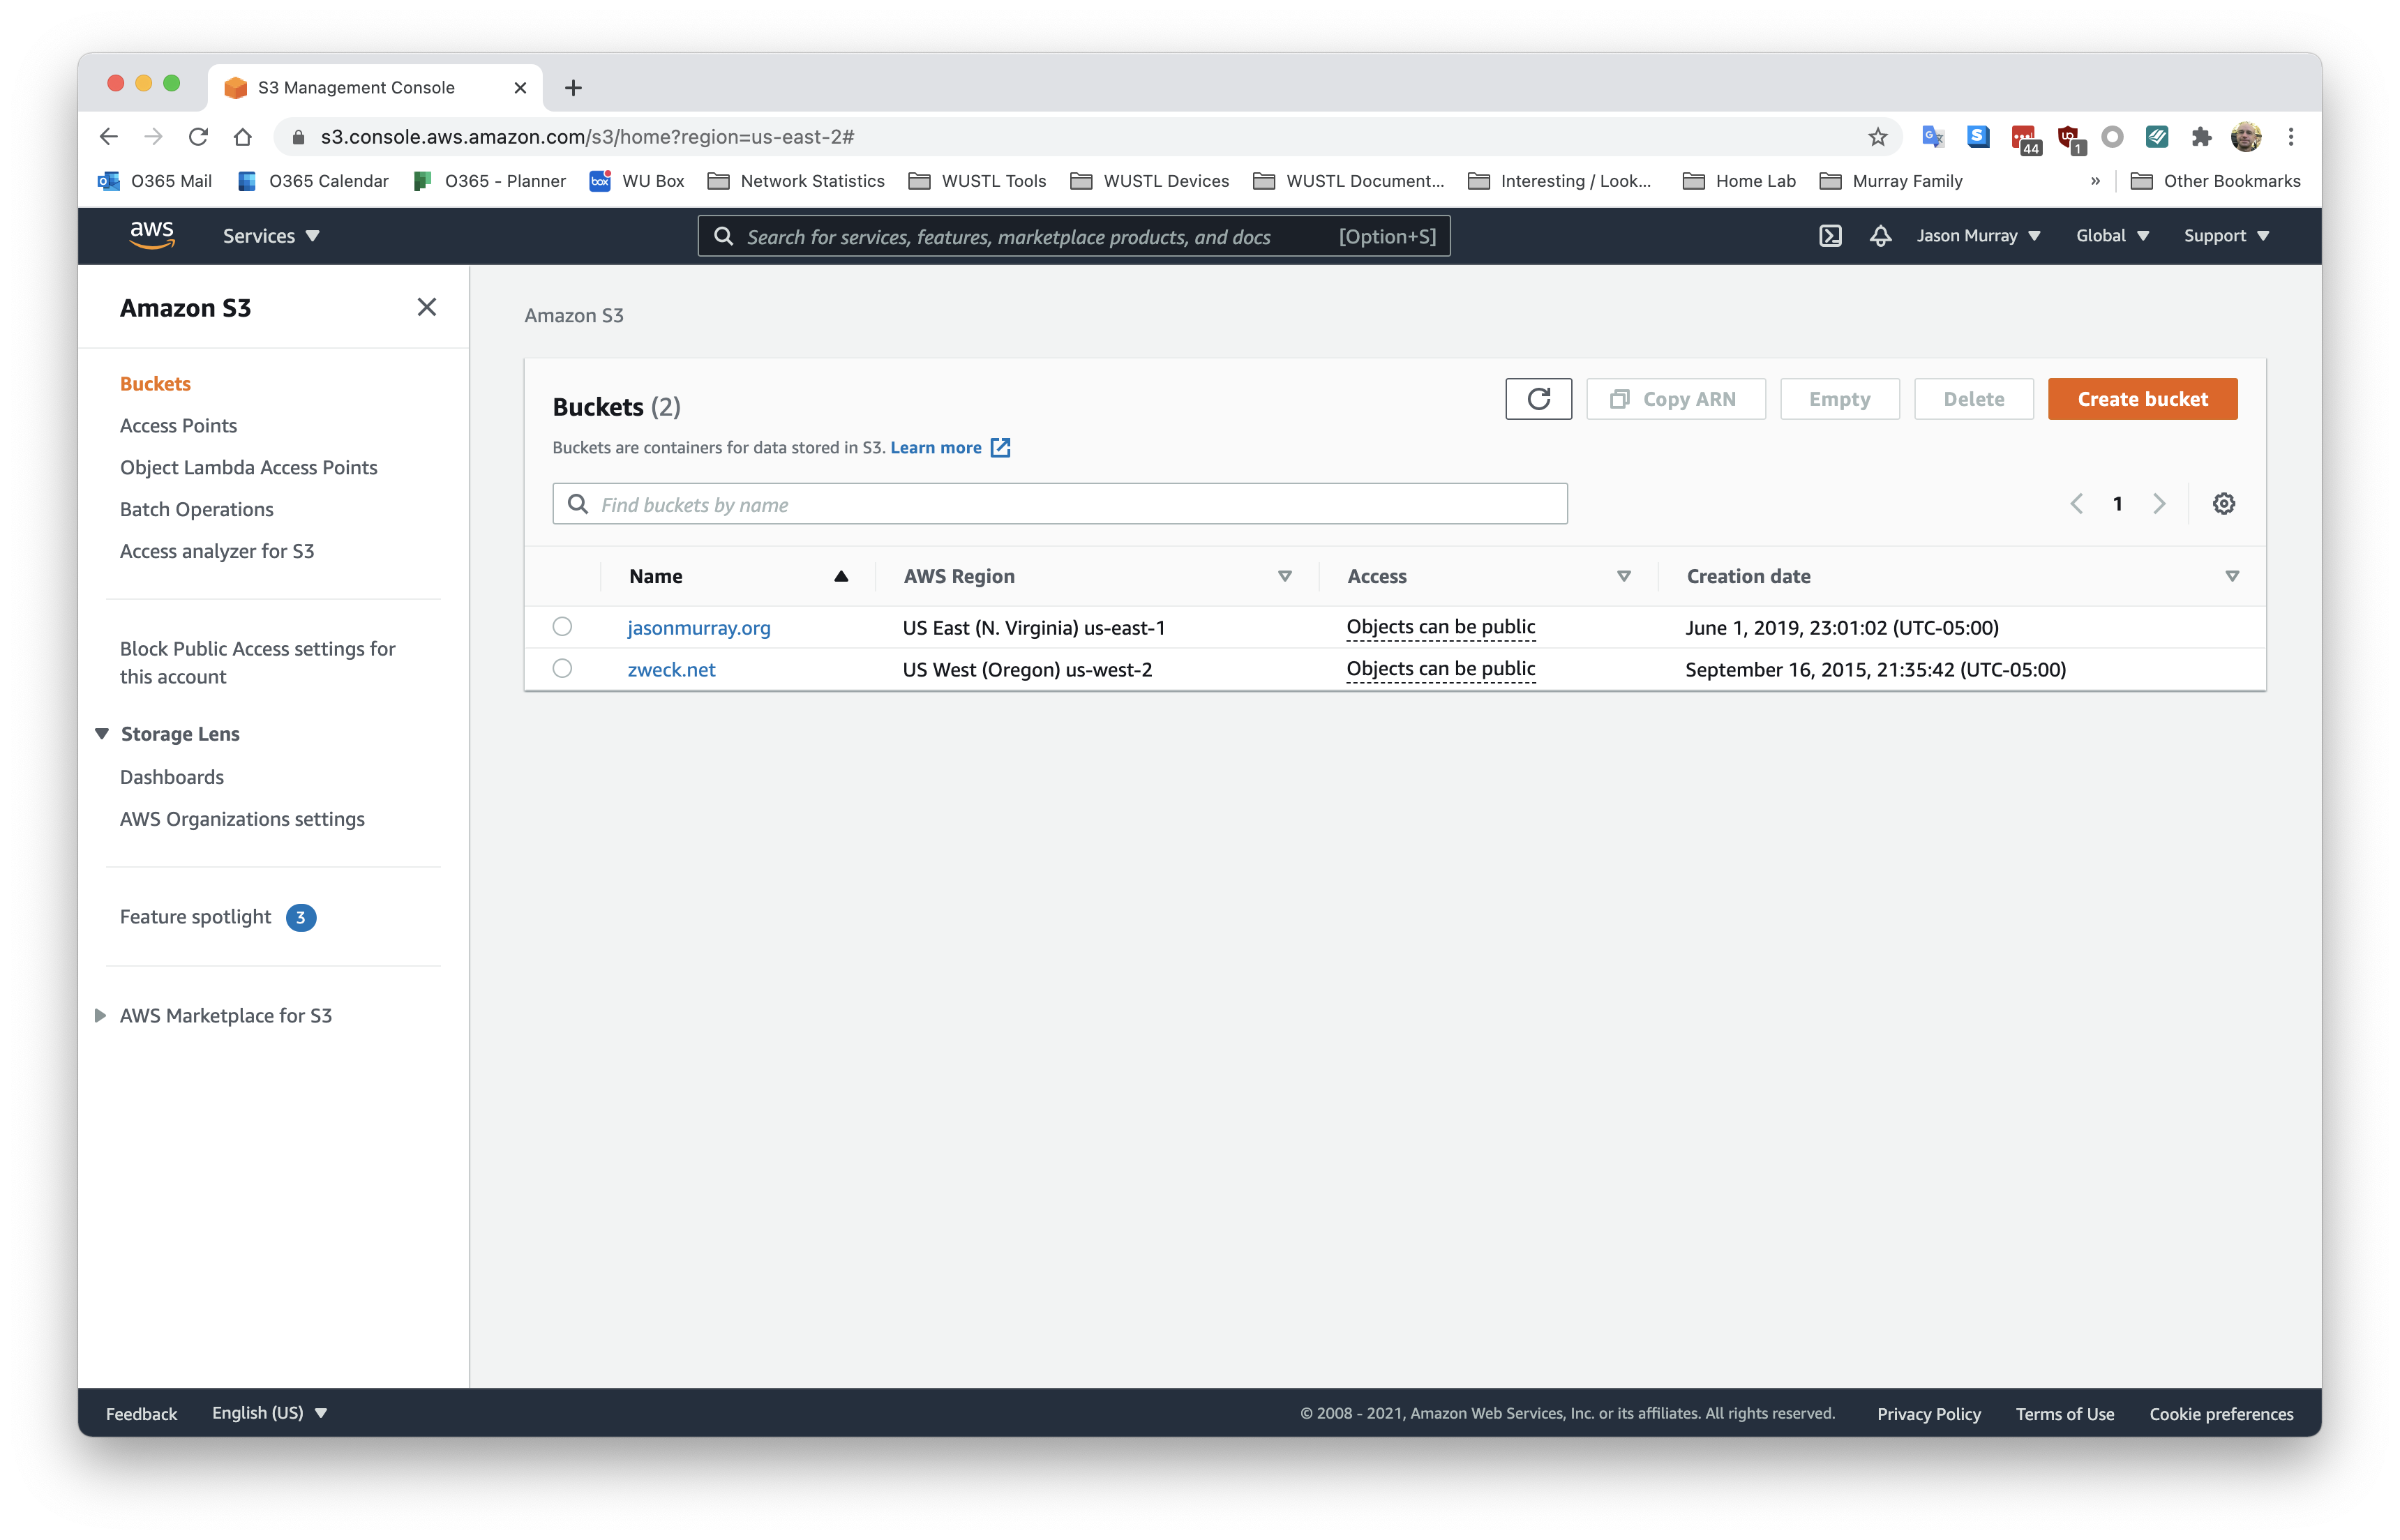 S3 Management Console
s3.console.aws.amazon.com/s3/home?region=us-east-2#
44
1
O365 Mail
O365 Calendar
O365 - Planner
box
WU Box
Network Statistics
WUSTL Tools
WUSTL Devices
WUSTL Document...
Interesting / Look...
Home Lab
Murray Family
»
Other Bookmarks
aws
Services
Search for services, features, marketplace products, and docs
[Option+S]
Jason Murray
Global
Support
Amazon S3
Buckets
Access Points
Object Lambda Access Points
Batch Operations
Access analyzer for S3
Block Public Access settings for
this account
Storage Lens
Dashboards
AWS Organizations settings
Feature spotlight 3
AWS Marketplace for S3
Amazon S3
Buckets (2)
Copy ARN
Empty
Delete
Create bucket
Buckets are containers for data stored in S3. Learn more
Find buckets by name
1
Name AWS Region Access Creation date
jasonmurray.org US East (N. Virginia) us-east-1 Objects can be public June 1, 2019, 23:01:02 (UTC-05:00)
zweck.net US West (Oregon) us-west-2 Objects can be public September 16, 2015, 21:35:42 (UTC-05:00)
Feedback
English (US)
© 2008 - 2021, Amazon Web Services, Inc. or its affiliates. All rights reserved.
Privacy Policy
Terms of Use
Cookie preferences